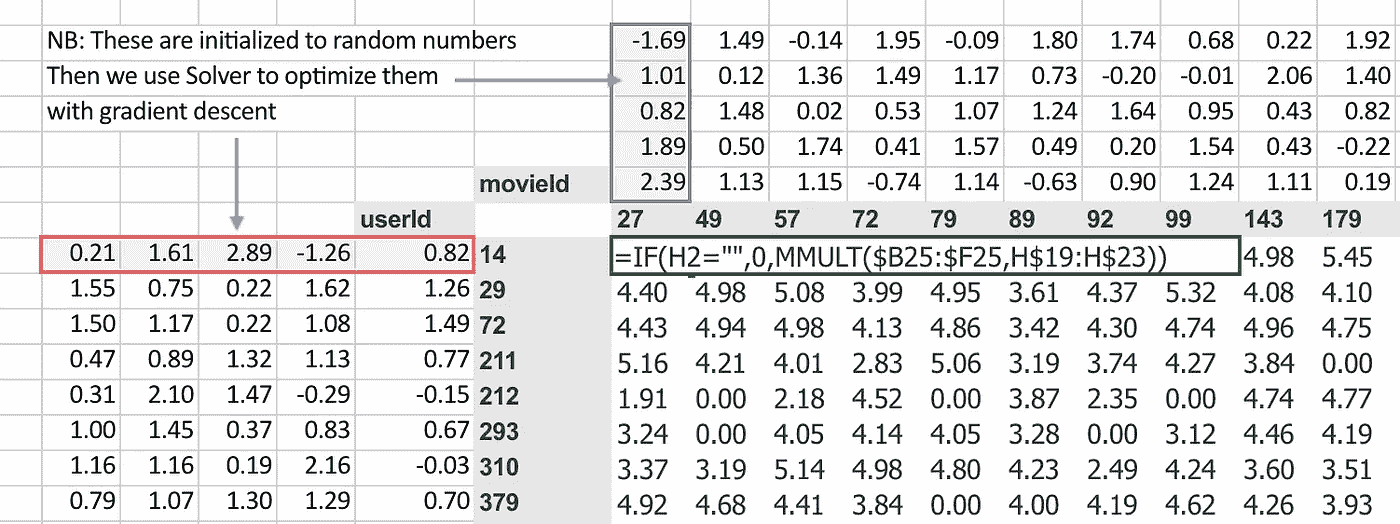 NB: These are initialized to random numbers -1.69 1.49 -0.14 1.95 -0.09 1.80 1.74 0.68 0.22 1.92
Then we use Solver to optimize them 1.01 0.12 1.36 1.49 1.17 0.73 -0.20 -0.01 2.06 1.40
with gradient descent 0.82 1.48 0.02 0.53 1.07 1.24 1.64 0.95 0.43 0.82
1.89 0.50 1.74 0.41 1.57 0.49 0.20 1.54 0.43 -0.22
movieId 2.39 1.13 1.15 -0.74 1.14 -0.63 0.90 1.24 1.11 0.19
userId 27 49 57 72 79 89 92 99 143 179
0.21 1.61 2.89 -1.26 0.82 14 =IF(H2="",0,MMULT($B25:$F25,H$19:H$23)) 4.98 5.45
1.55 0.75 0.22 1.62 1.26 29 4.40 4.98 5.08 3.99 4.95 3.61 4.37 5.32 4.08 4.10
1.50 1.17 0.22 1.08 1.49 72 4.43 4.94 4.98 4.13 4.86 3.42 4.30 4.74 4.96 4.75
0.47 0.89 1.32 1.13 0.77 211 5.16 4.21 4.01 2.83 5.06 3.19 3.74 4.27 3.84 0.00
0.31 2.10 1.47 -0.29 -0.15 212 1.91 0.00 2.18 4.52 0.00 3.87 2.35 0.00 4.74 4.77
1.00 1.45 0.37 0.83 0.67 293 3.24 0.00 4.05 4.14 4.05 3.28 0.00 3.12 4.46 4.19
1.16 1.16 0.19 2.16 -0.03 310 3.37 3.19 5.14 4.98 4.80 4.23 2.49 4.24 3.60 3.51
0.79 1.07 1.30 1.29 0.70 379 4.92 4.68 4.41 3.84 0.00 4.00 4.19 4.62 4.26 3.93